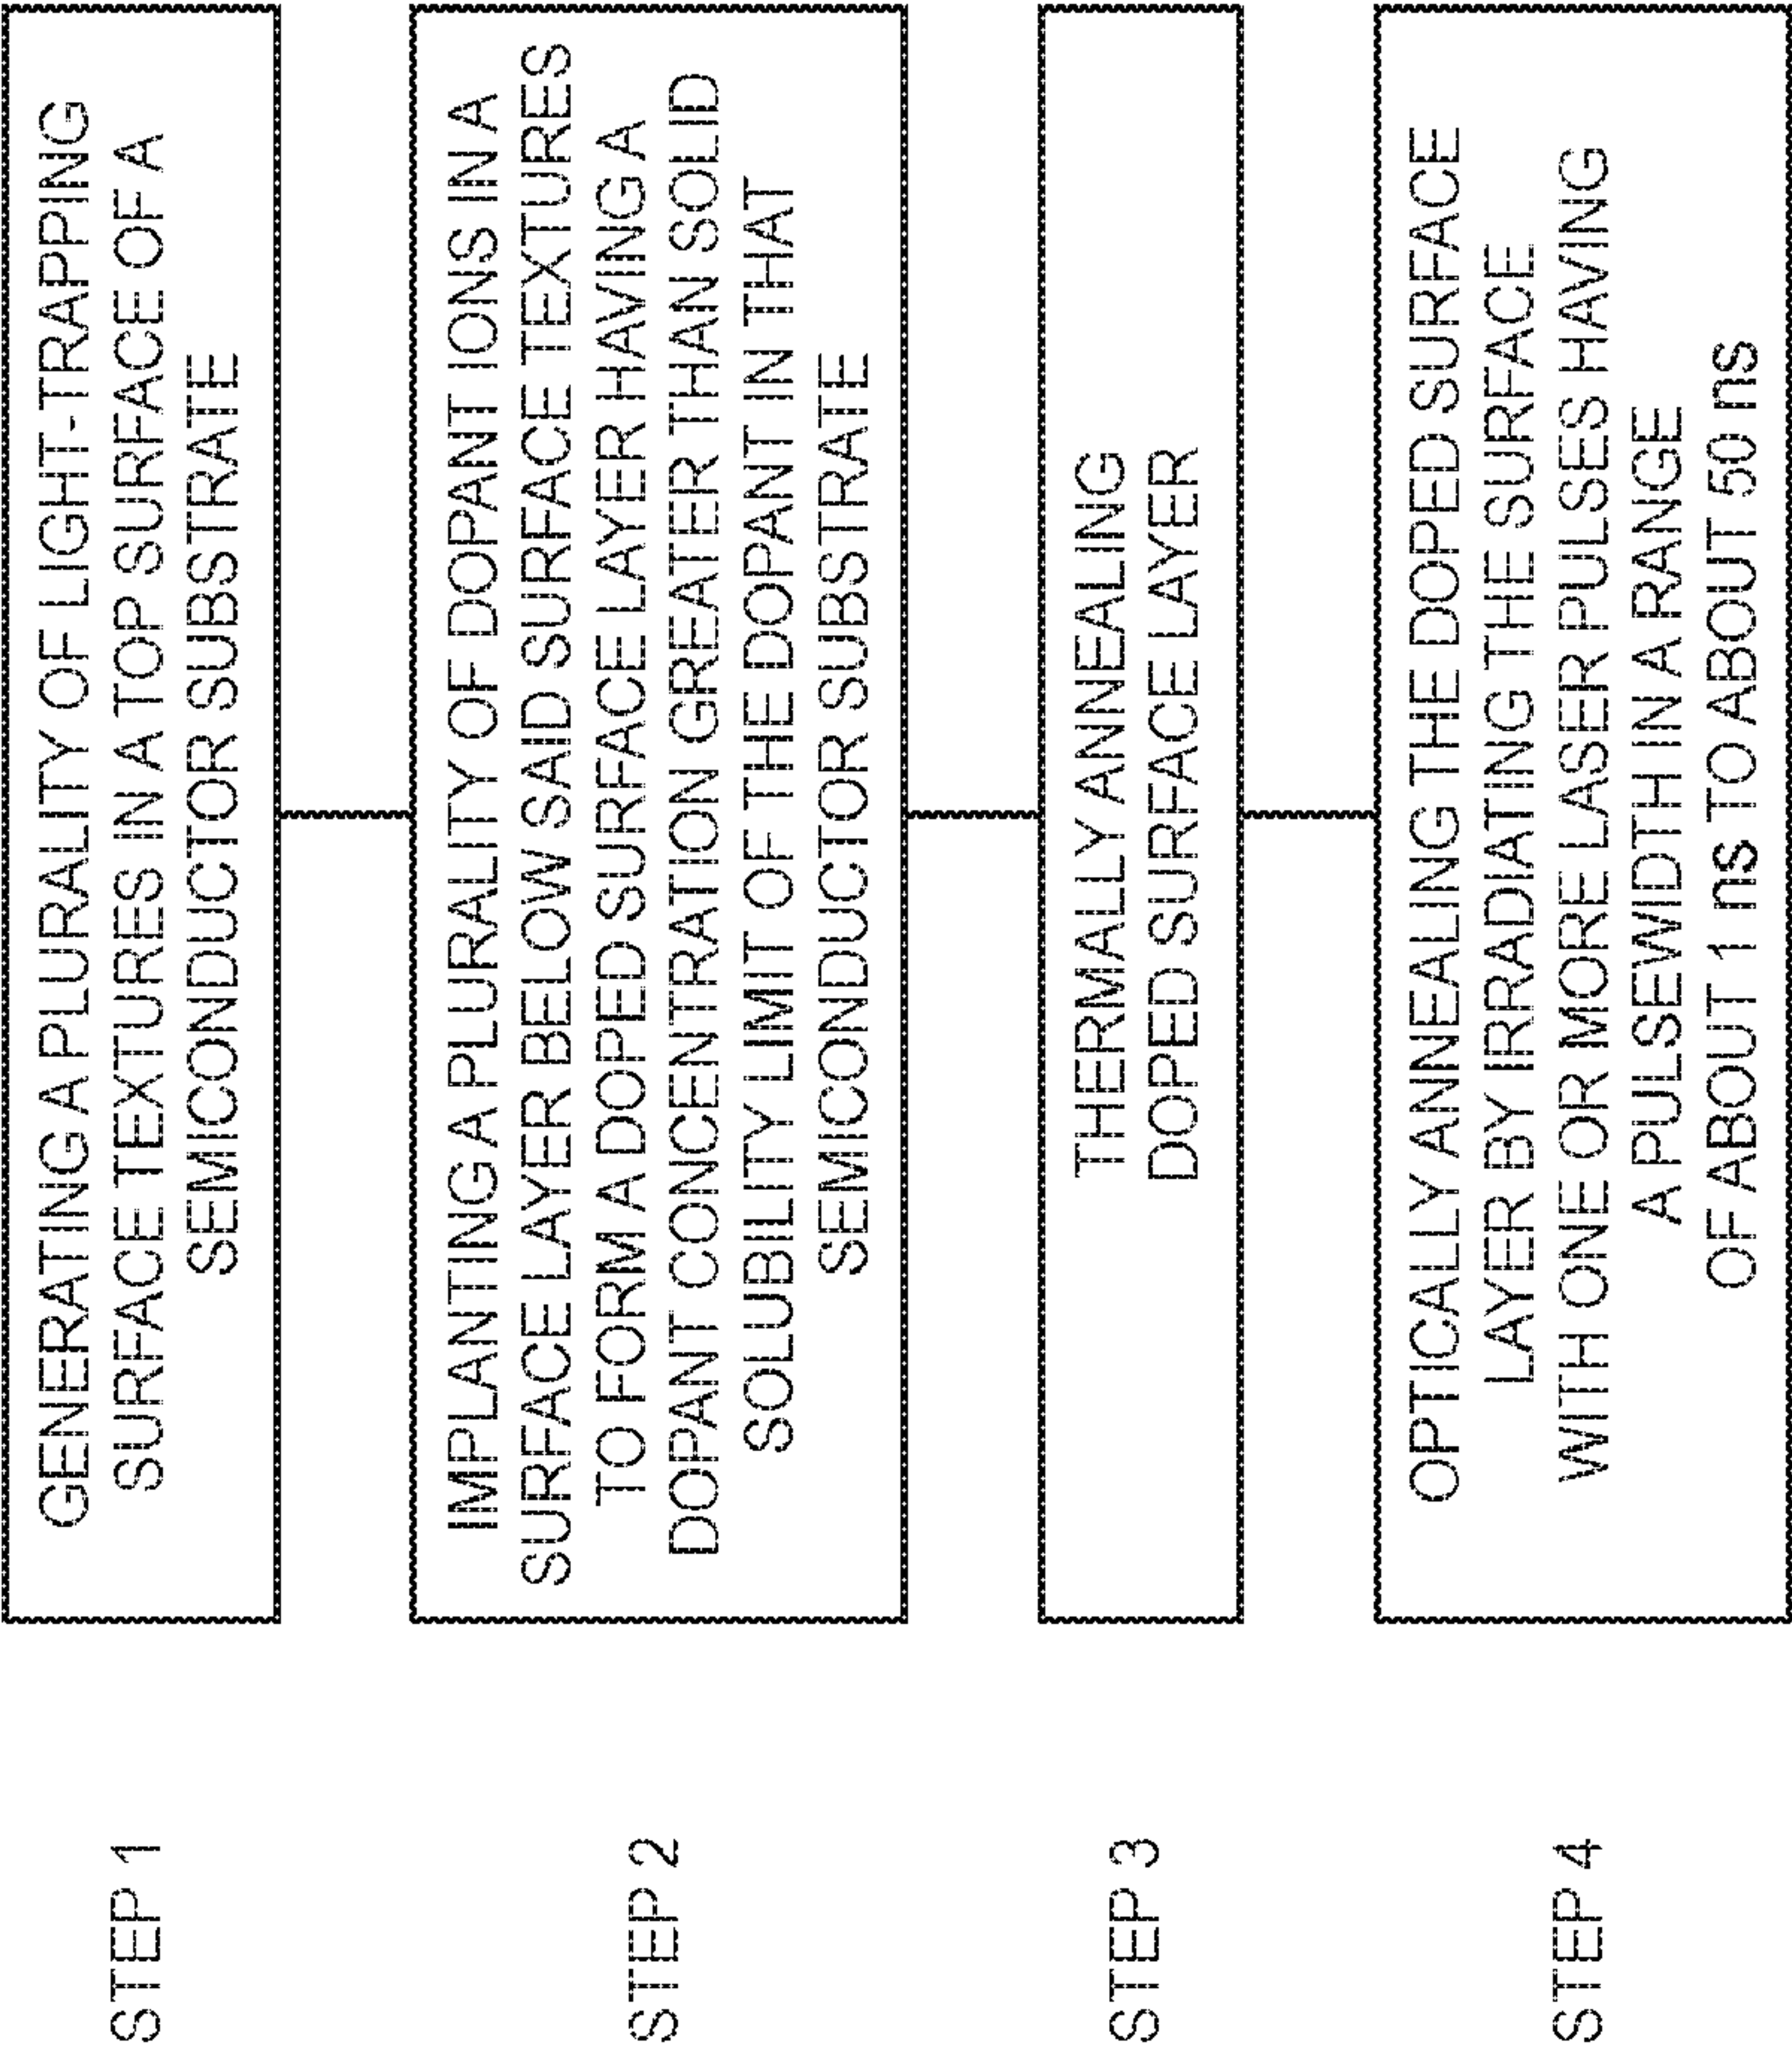 STEP 1
GENERATING A PLURALITY OF LIGHT-TRAPPING
SURFACE TEXTURES IN A TOP SURFACE OF A
SEMICONDUCTOR SUBSTRATE
STEP 2
IMPLANTING A PLURALITY OF DOPANT IONS IN A
SURFACE LAYER BELOW SAID SURFACE TEXTURES
TO FORM A DOPED SURFACE LAYER HAVING A
DOPANT CONCENTRATION GREATER THAN SOLID
SOLUBILITY LIMIT OF THE DOPANT IN THAT
SEMICONDUCTOR SUBSTRATE
STEP 3
THERMALLY ANNEALING
DOPED SURFACE LAYER
STEP 4
OPTICALLY ANNEALING THE DOPED SURFACE
LAYER BY IRRADIATING THE SURFACE
WITH ONE OR MORE LASER PULSES HAVING
A PULSEWIDTH IN A RANGE
OF ABOUT 1 ns TO ABOUT 50 ns